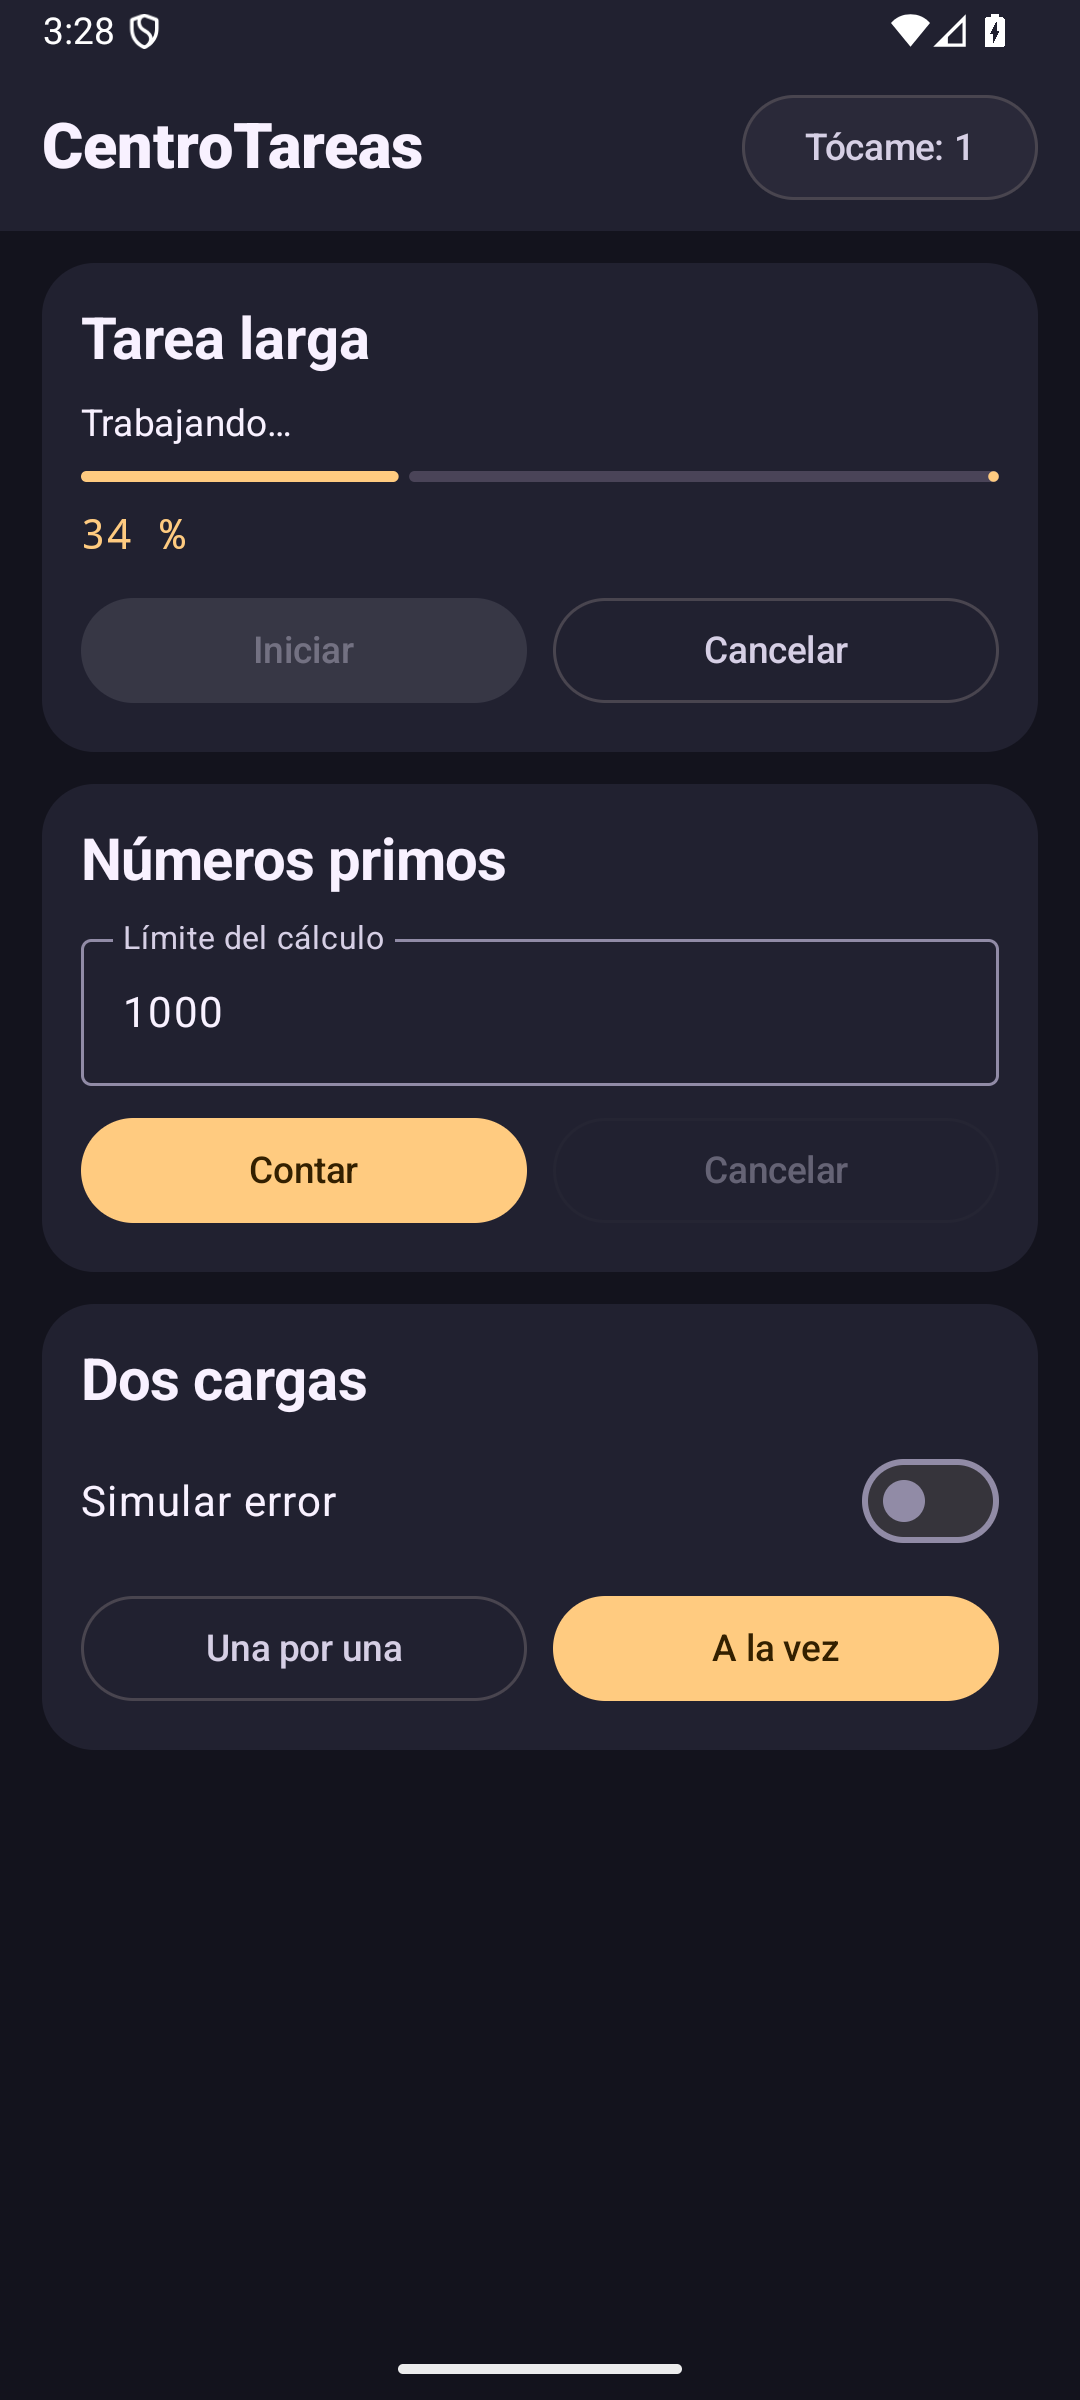 3:28
CentroTareas
Tócame: 1
Tarea larga
Trabajando…
34 %
Iniciar
Cancelar
Números primos
Límite del cálculo
1000
Contar
Cancelar
Dos cargas
Simular error
Una por una
A la vez